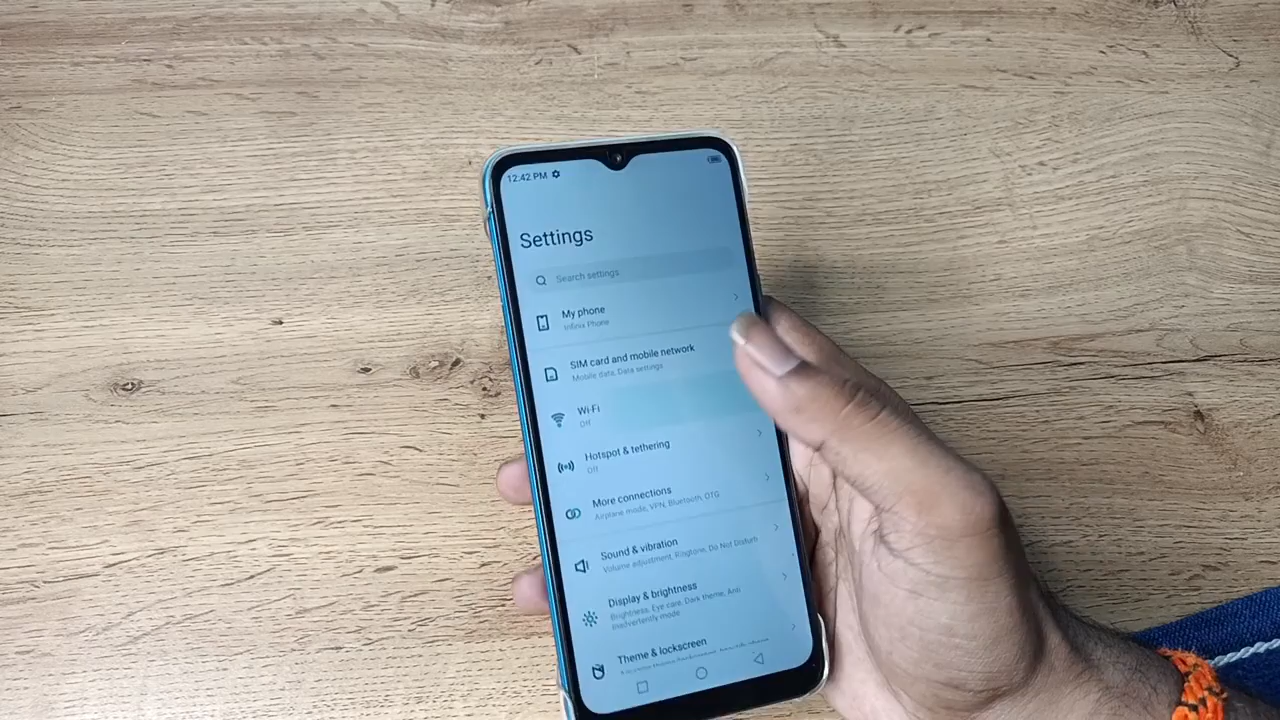 12:42 PM
Settings
Search settings
My phone
Infinix Phone
SIM card and mobile network
Mobile data, Data settings
Wi-Fi
Off
Hotspot & tethering
Off
More connections
Airplane mode, VPN, Bluetooth, OTG
Sound & vibration
Volume adjustment, Ringtone, Do Not Disturb
Display & brightness
Brightness, Eye care, Dark theme, Anti
inadvertently mode
Theme & lockscreen